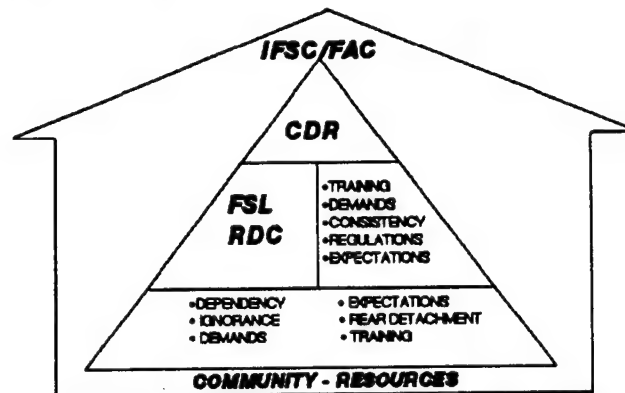 IFSC/FAC
CDR
FSL
RDC
•TRAINING
•DEMANDS
•CONSISTENCY
•REGULATIONS
•EXPECTATIONS
•DEPENDENCY
• IGNORANCE
• DEMANDS
• EXPECTATIONS
• REAR DETACHMENT
• TRAINING
COMMUNITY - RESOURCES